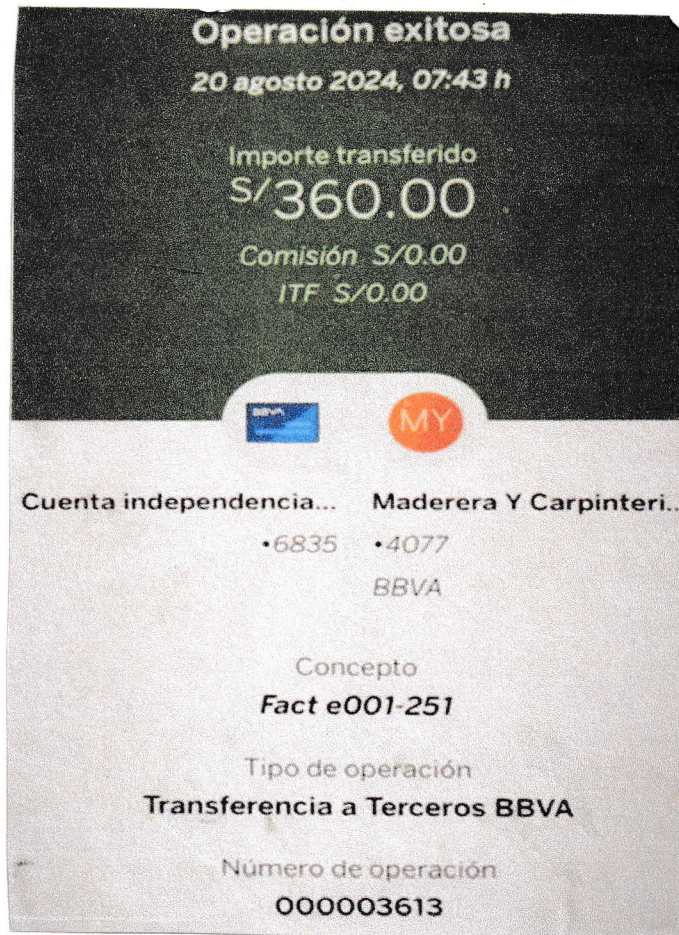 Operación exitosa
20 agosto 2024, 07:43 h
Importe transferido
S/360.00
Comisión S/0.00
ITF S/0.00
BBVA
MY
Cuenta independencia... Maderera Y Carpinteri..
•6835 •4077
BBVA
Concepto
Fact e001-251
Tipo de operación
Transferencia a Terceros BBVA
Número de operación
000003613